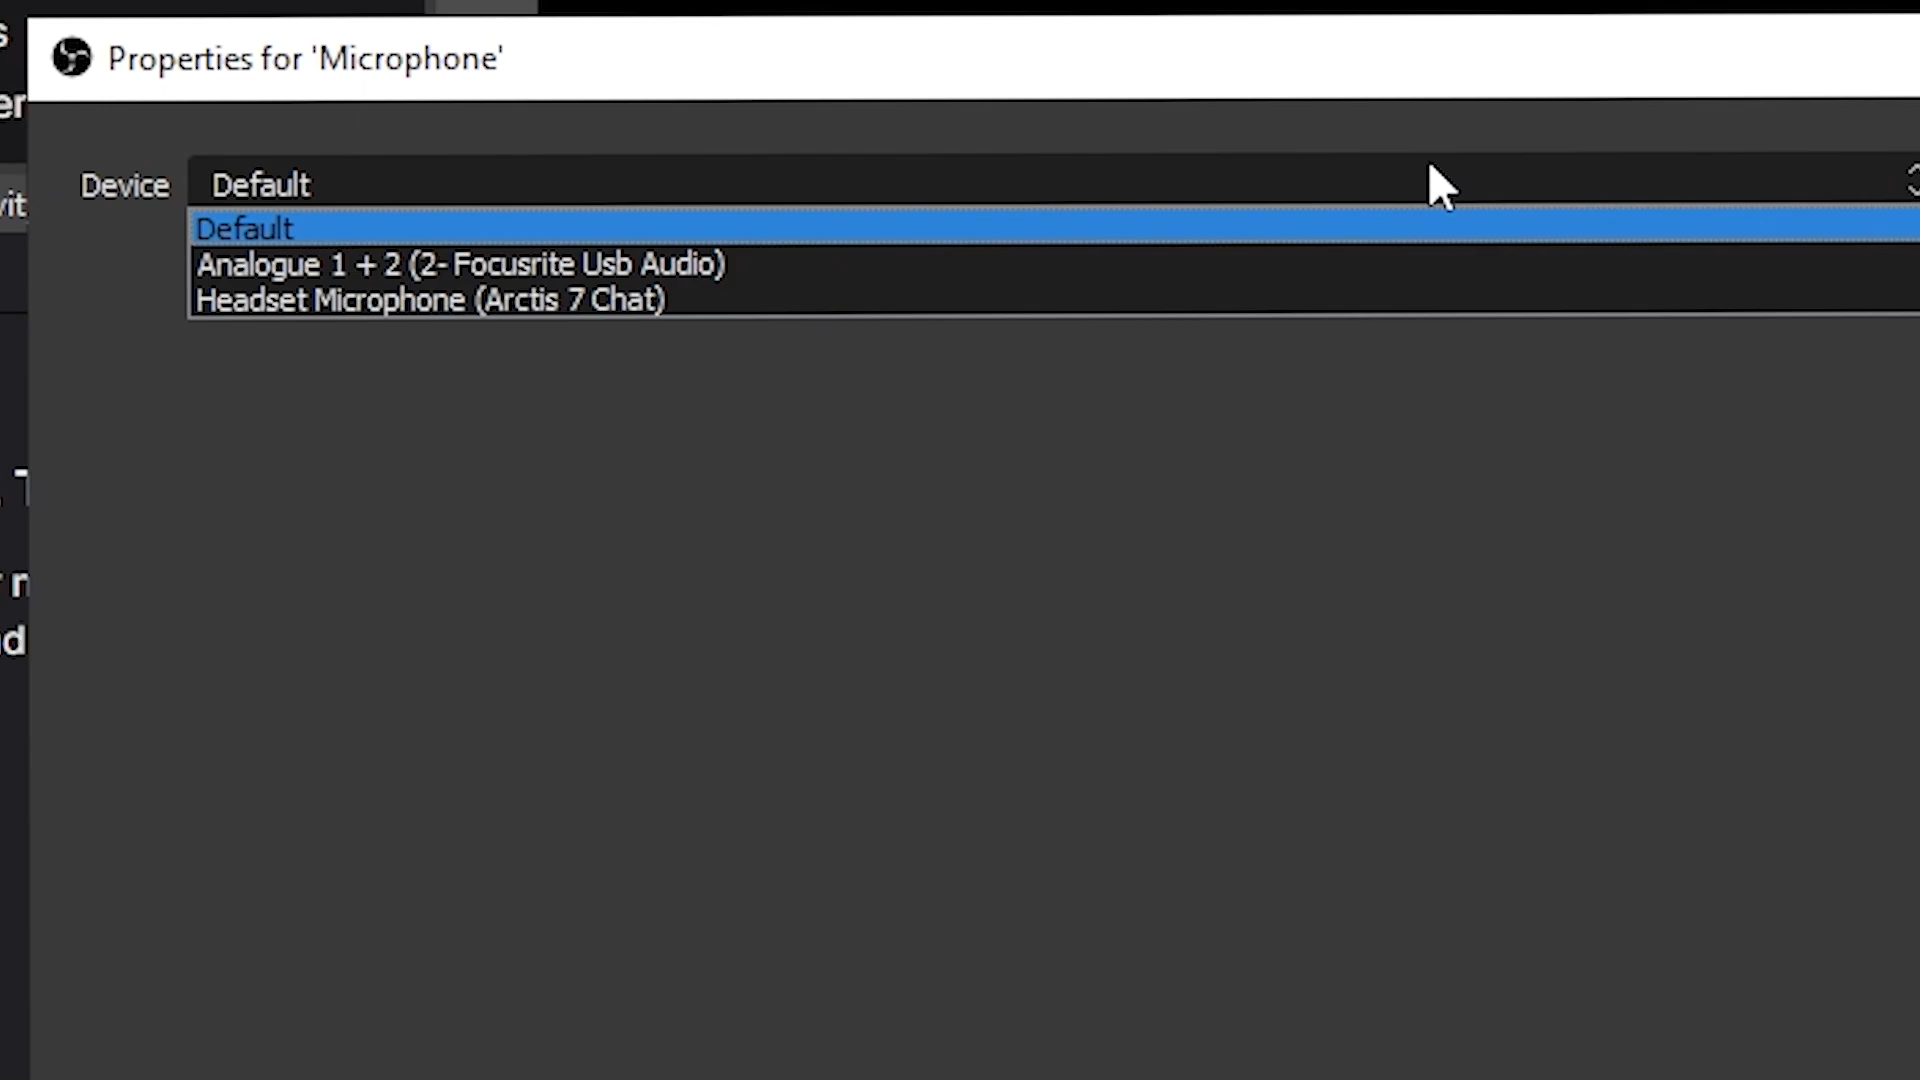 Properties for 'Microphone'
Device
Default
Default
Analogue 1 + 2 (2- Focusrite Usb Audio)
Headset Microphone (Arctis 7 Chat)